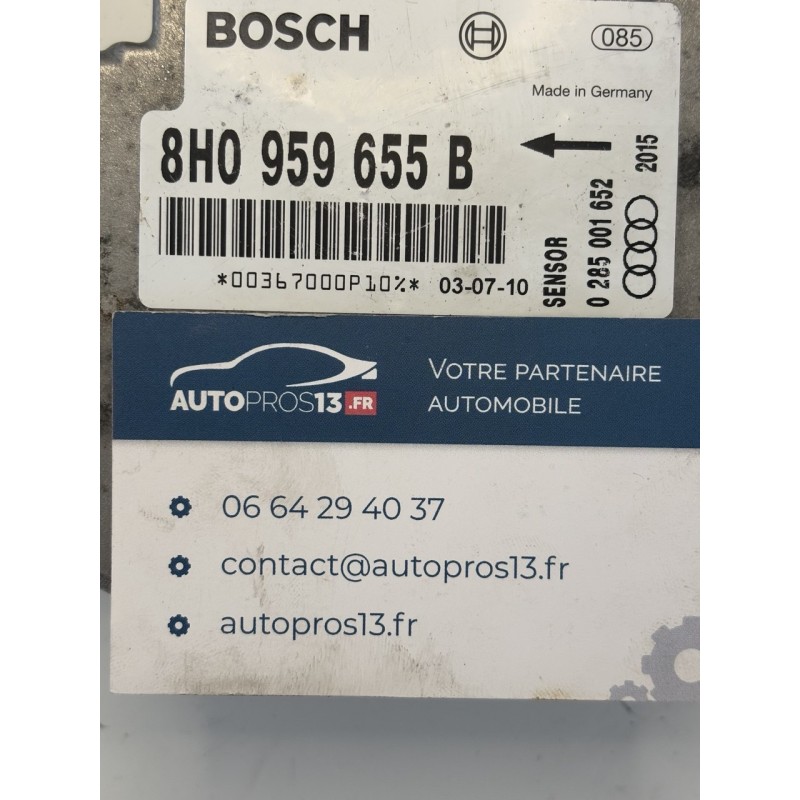 BOSCH
085
Made in Germany
8H0 959 655 B
2015
*00367000P10%* 03-07-10
SENSOR
0 285 001 652
AUTOPROS13.FR
VOTRE PARTENAIRE
AUTOMOBILE
06 64 29 40 37
contact@autopros13.fr
autopros13.fr